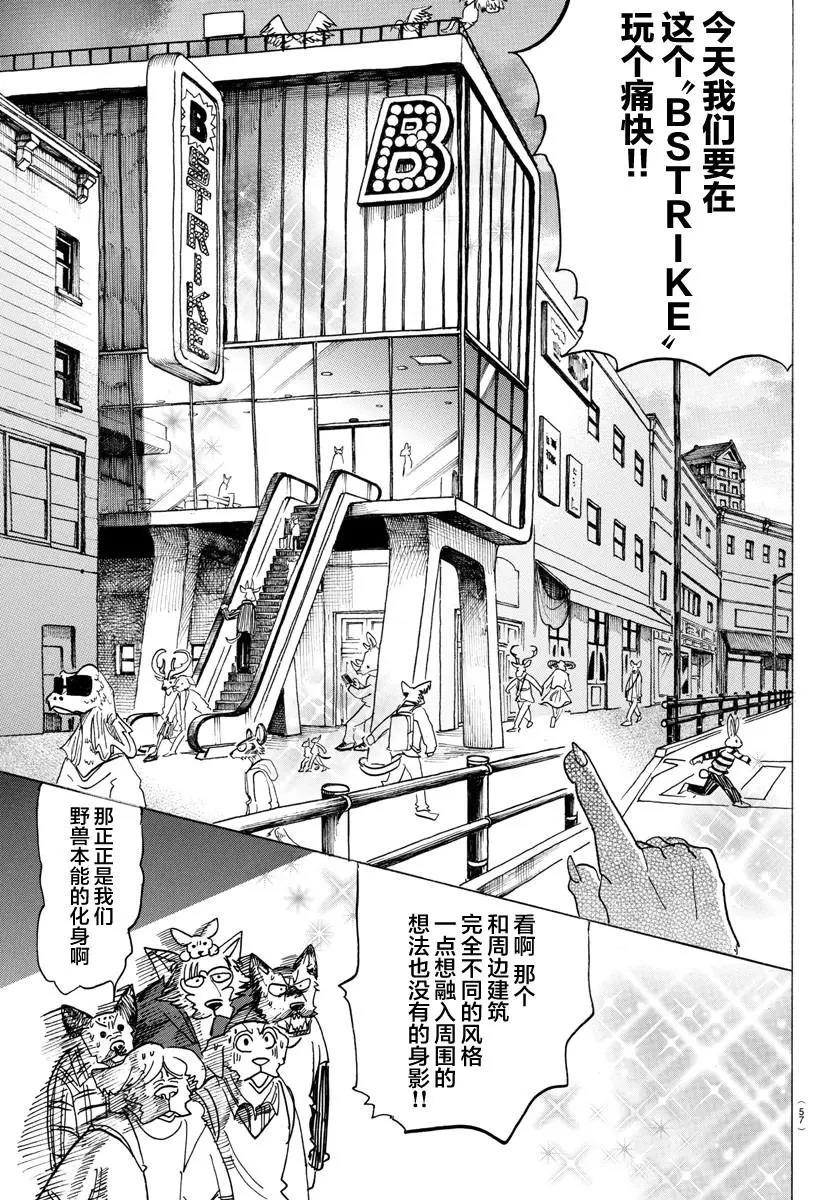 今天我们要在
这个〝BSTRIKE〟
玩个痛快!!
B
BSTRIKE
看啊 那个
和周边建筑
完全不同的风格
一点想融入周围的
想法也没有的身影!!
那正正是我们
野兽本能的化身啊
(57)